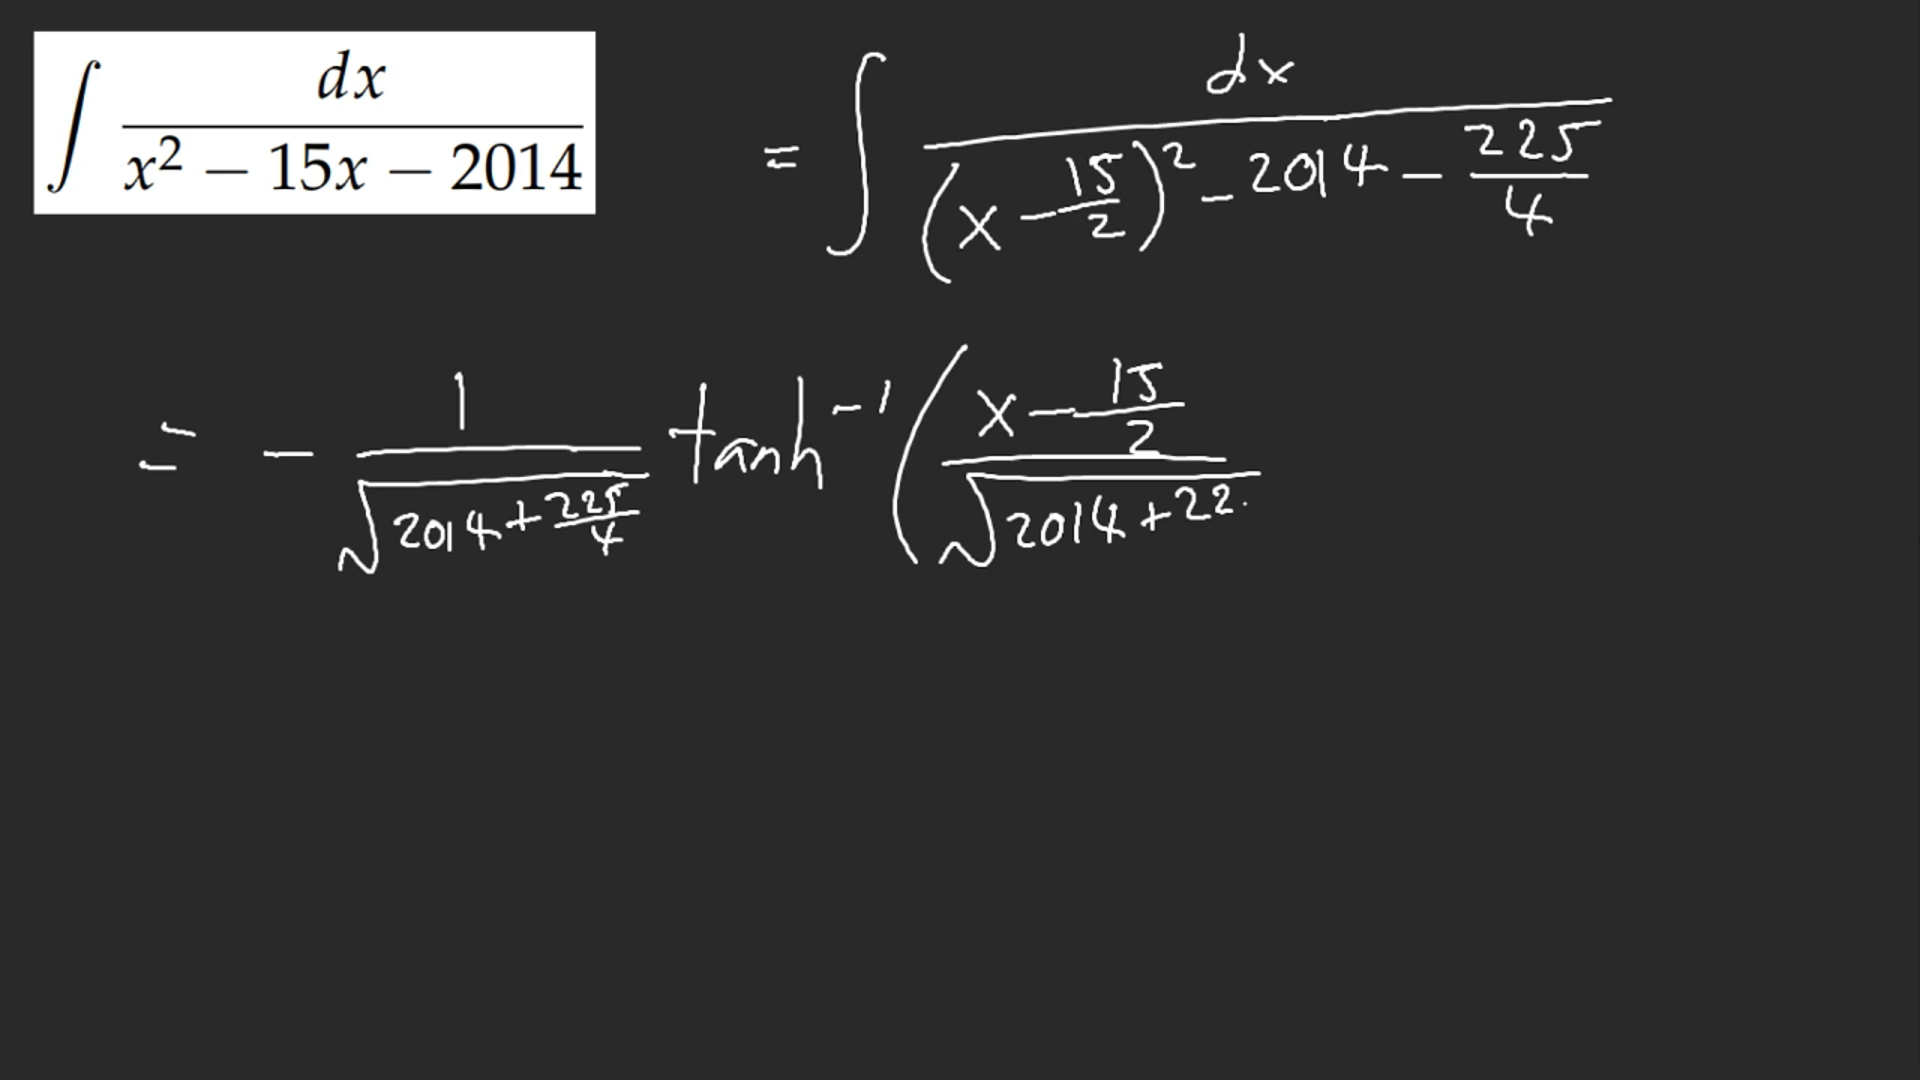 ∫ dx / (x² − 15x − 2014) = ∫ dx / ((x − 15/2)² − 2014 − 225/4)
= − 1/√(2014 + 225/4) tanh⁻¹ ( (x − 15/2) / √(2014 + 22.